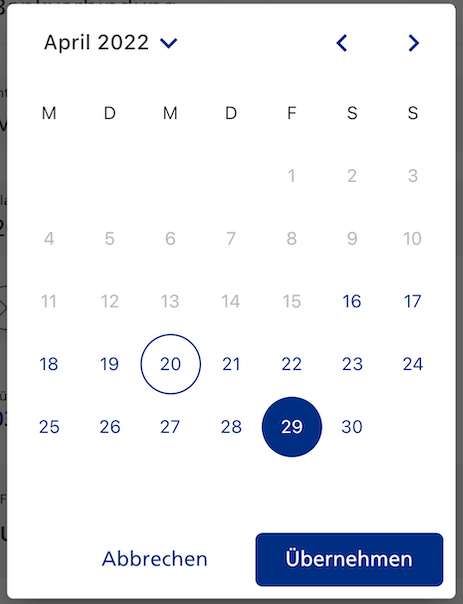 April 2022
M D M D F S S
1 2 3
4 5 6 7 8 9 10
11 12 13 14 15 16 17
18 19 20 21 22 23 24
25 26 27 28 29 30
Abbrechen Übernehmen